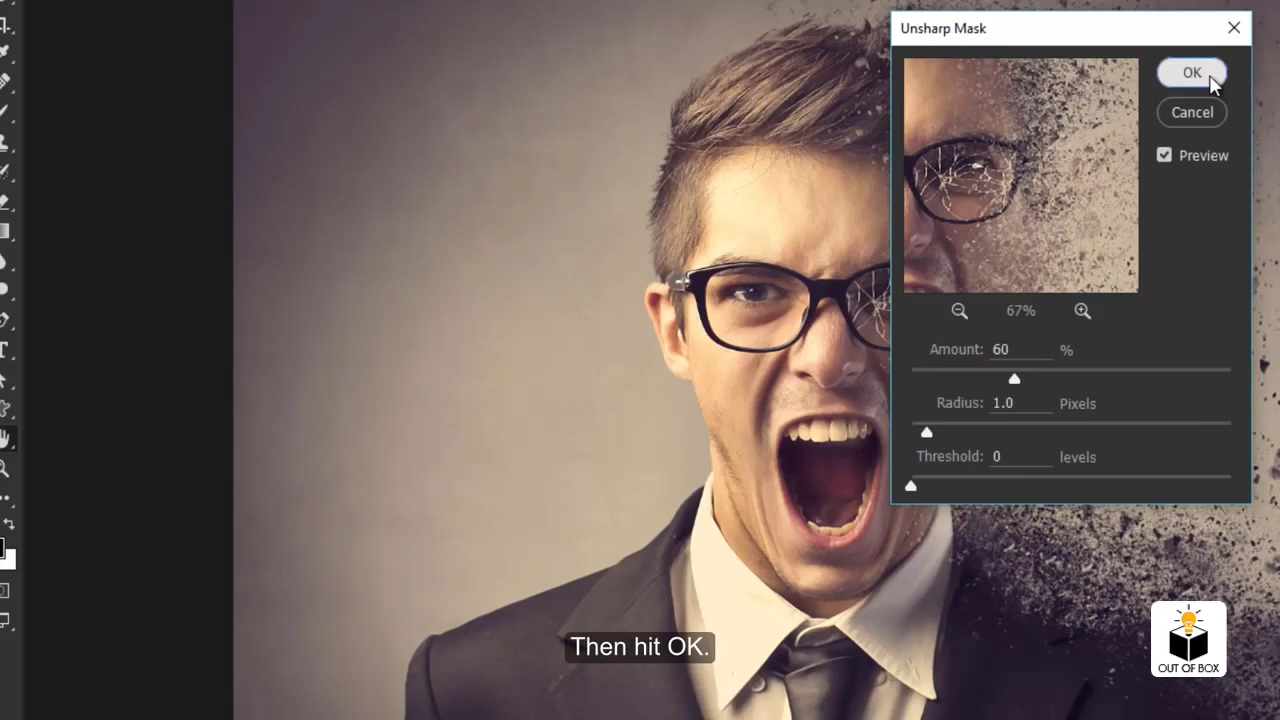 Unsharp Mask
OK
Cancel
Preview
67%
Amount: 60 %
Radius: 1.0 Pixels
Threshold: 0 levels
Then hit OK.
OUT OF BOX